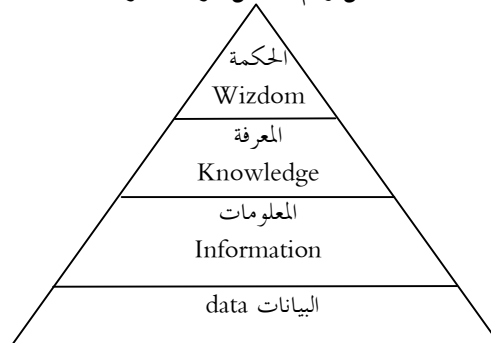 الحكمة
Wizdom
المعرفة
Knowledge
المعلومات
Information
البيانات data